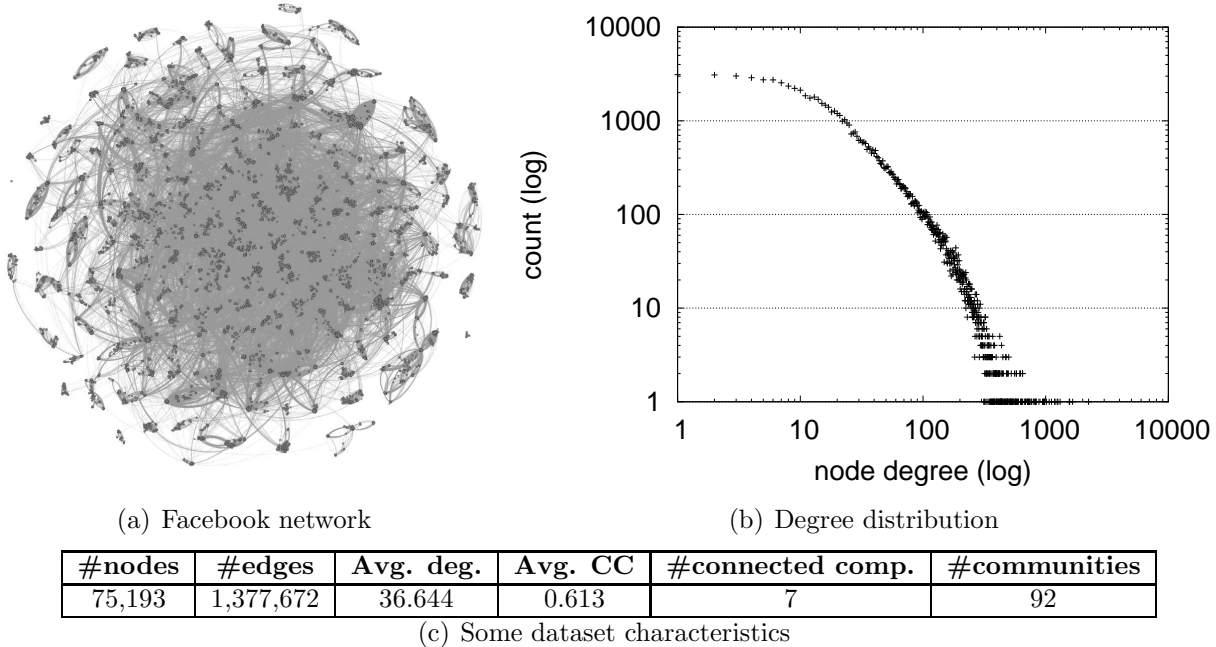 10000
1000
100
10
1
count (log)
1 10 100 1000 10000
node degree (log)
(a) Facebook network
(b) Degree distribution
#nodes #edges Avg. deg. Avg. CC #connected comp. #communities
75,193 1,377,672 36.644 0.613 7 92
(c) Some dataset characteristics